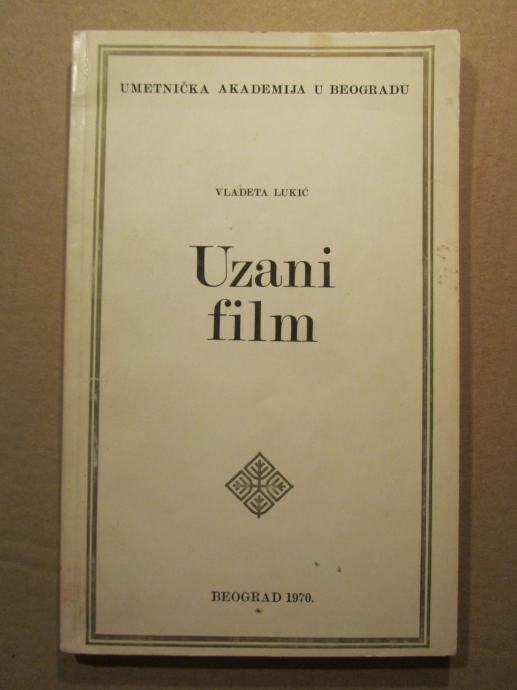 UMETNIČKA AKADEMIJA U BEOGRADU
VLADETA LUKIĆ
Uzani
film
BEOGRAD 1970.